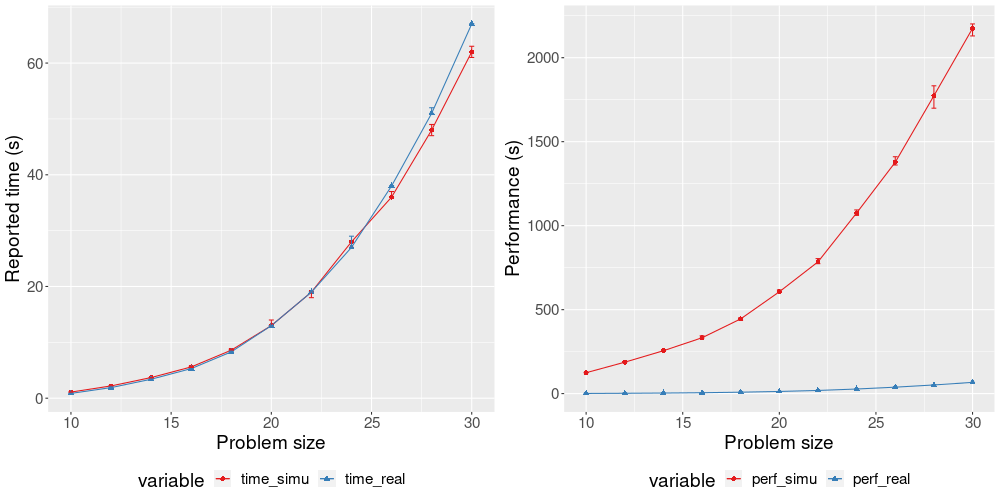 60
40
20
0
Reported time (s)
10 15 20 25 30
Problem size
variable time_simu time_real
2000
1500
1000
500
0
Performance (s)
10 15 20 25 30
Problem size
variable perf_simu perf_real